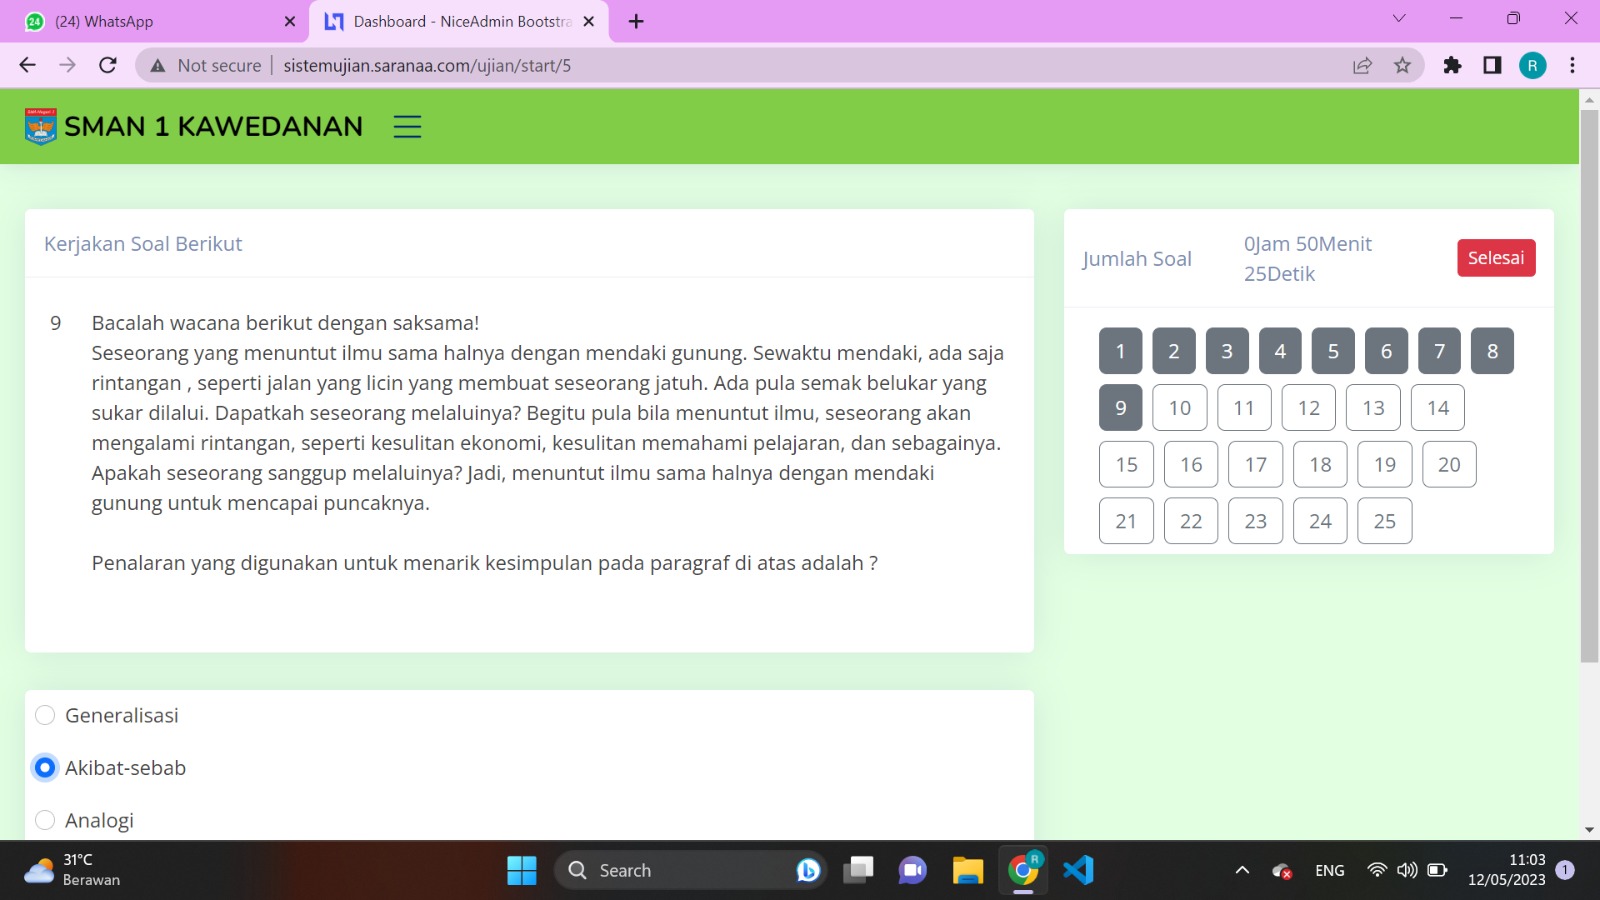 24 (24) WhatsApp
Dashboard - NiceAdmin Bootstra
Not secure
sistemujian.saranaa.com/ujian/start/5
R
SMAN 1 KAWEDANAN
Kerjakan Soal Berikut
9 Bacalah wacana berikut dengan saksama!
Seseorang yang menuntut ilmu sama halnya dengan mendaki gunung. Sewaktu mendaki, ada saja
rintangan , seperti jalan yang licin yang membuat seseorang jatuh. Ada pula semak belukar yang
sukar dilalui. Dapatkah seseorang melaluinya? Begitu pula bila menuntut ilmu, seseorang akan
mengalami rintangan, seperti kesulitan ekonomi, kesulitan memahami pelajaran, dan sebagainya.
Apakah seseorang sanggup melaluinya? Jadi, menuntut ilmu sama halnya dengan mendaki
gunung untuk mencapai puncaknya.
Penalaran yang digunakan untuk menarik kesimpulan pada paragraf di atas adalah ?
Generalisasi
Akibat-sebab
Analogi
Jumlah Soal
0Jam 50Menit
25Detik
Selesai
1 2 3 4 5 6 7 8
9 10 11 12 13 14
15 16 17 18 19 20
21 22 23 24 25
31°C
Berawan
Search
R
ENG
11:03
12/05/2023
1